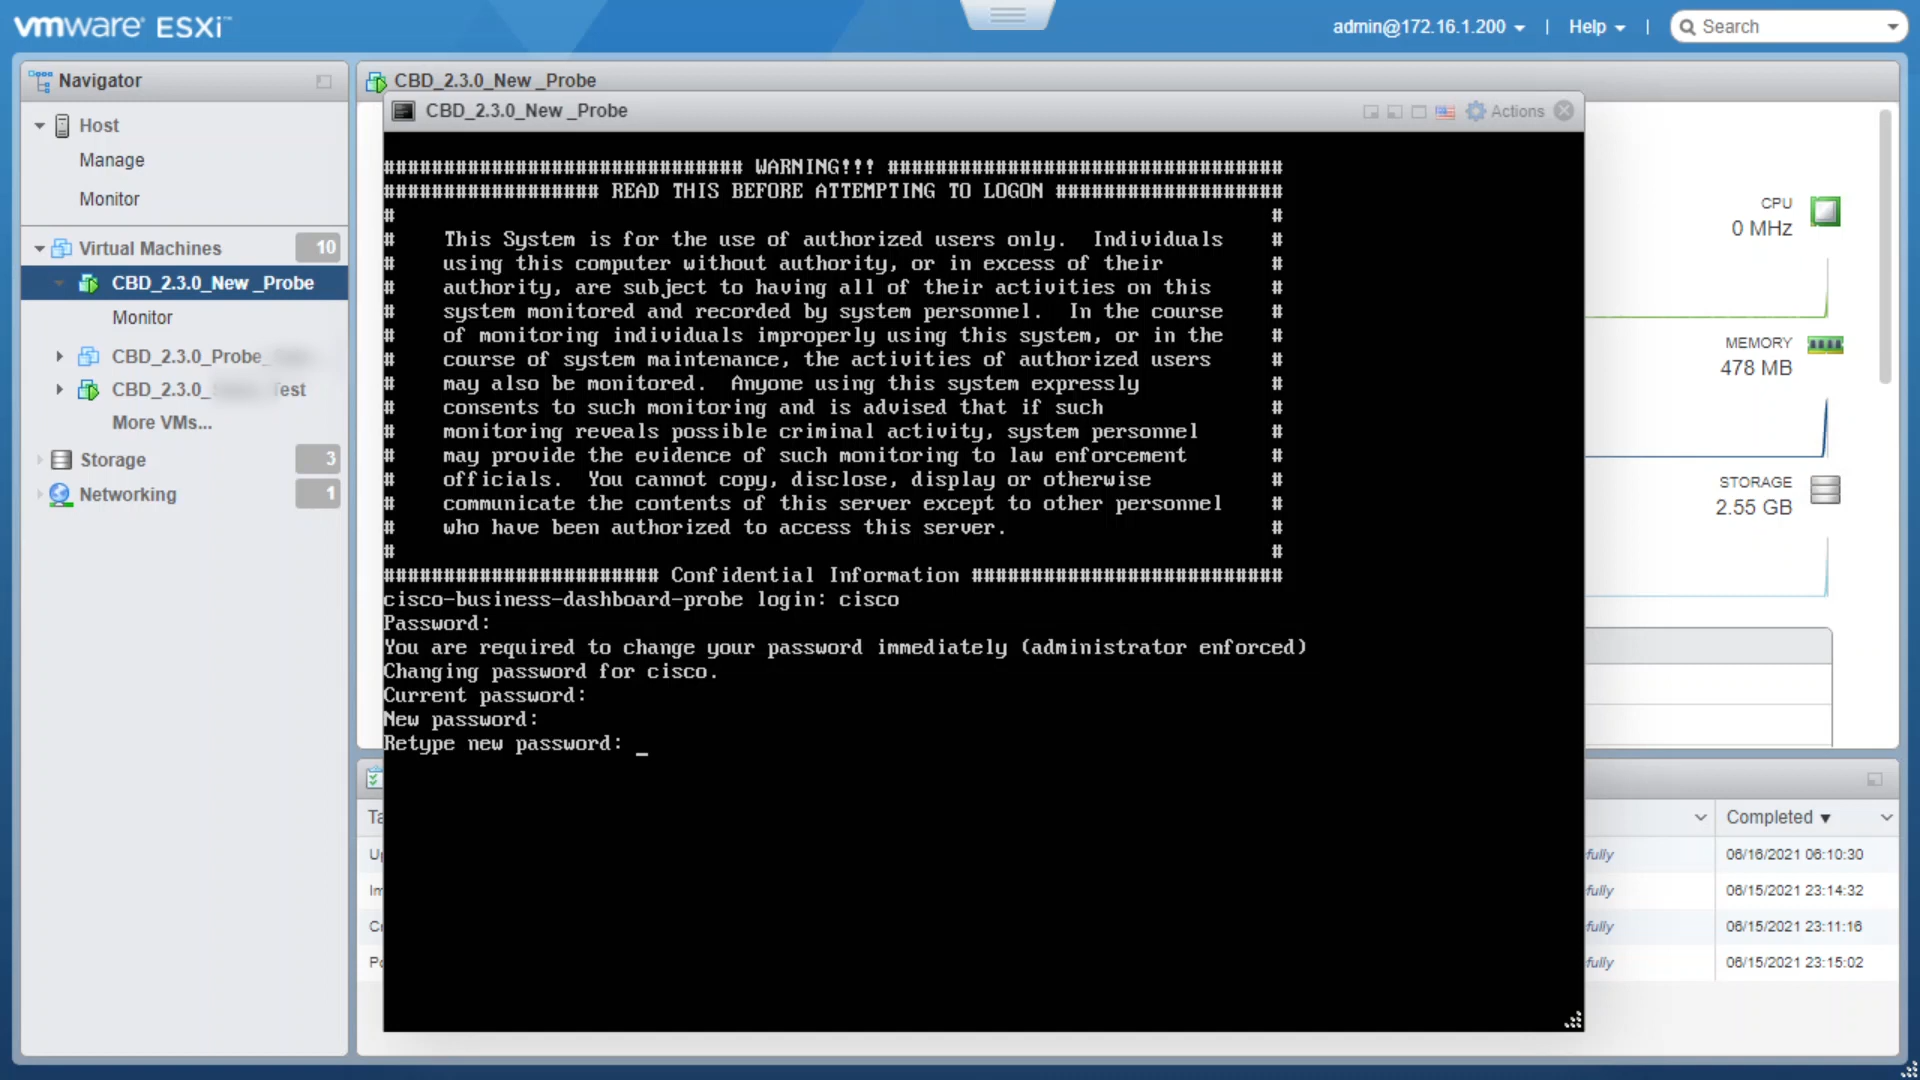 vmware ESXi™
admin@172.16.1.200
|
Help
|
Search
Navigator
Host
Manage
Monitor
Virtual Machines 10
CBD_2.3.0_New _Probe
Monitor
CBD_2.3.0_Probe_
CBD_2.3.0_ Test
More VMs...
Storage 3
Networking 1
CBD_2.3.0_New _Probe
CBD_2.3.0_New _Probe
Actions
############################## WARNING!!! #################################
################## READ THIS BEFORE ATTEMPTING TO LOGON ###################
# #
# This System is for the use of authorized users only. Individuals #
# using this computer without authority, or in excess of their #
# authority, are subject to having all of their activities on this #
# system monitored and recorded by system personnel. In the course #
# of monitoring individuals improperly using this system, or in the #
# course of system maintenance, the activities of authorized users #
# may also be monitored. Anyone using this system expressly #
# consents to such monitoring and is advised that if such #
# monitoring reveals possible criminal activity, system personnel #
# may provide the evidence of such monitoring to law enforcement #
# officials. You cannot copy, disclose, display or otherwise #
# communicate the contents of this server except to other personnel #
# who have been authorized to access this server. #
# #
####################### Confidential Information ##########################
cisco-business-dashboard-probe login: cisco
Password:
You are required to change your password immediately (administrator enforced)
Changing password for cisco.
Current password:
New password:
Retype new password: _
CPU
0 MHz
MEMORY
478 MB
STORAGE
2.55 GB
Completed ▼
fully 06/16/2021 06:10:30
fully 06/15/2021 23:14:32
fully 06/15/2021 23:11:16
fully 06/15/2021 23:15:02